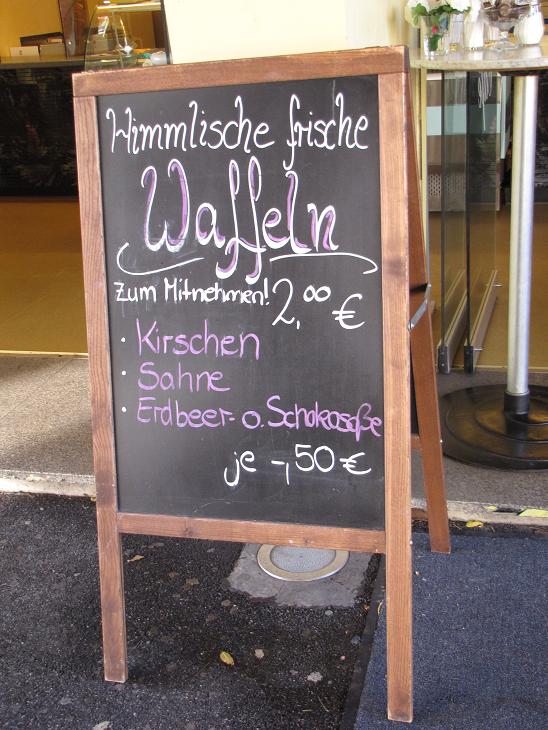 Himmlische frische
Waffeln
Zum Mitnehmen! 2,00 €
· Kirschen
· Sahne
· Erdbeer- o. Schokosoße
je -,50 €